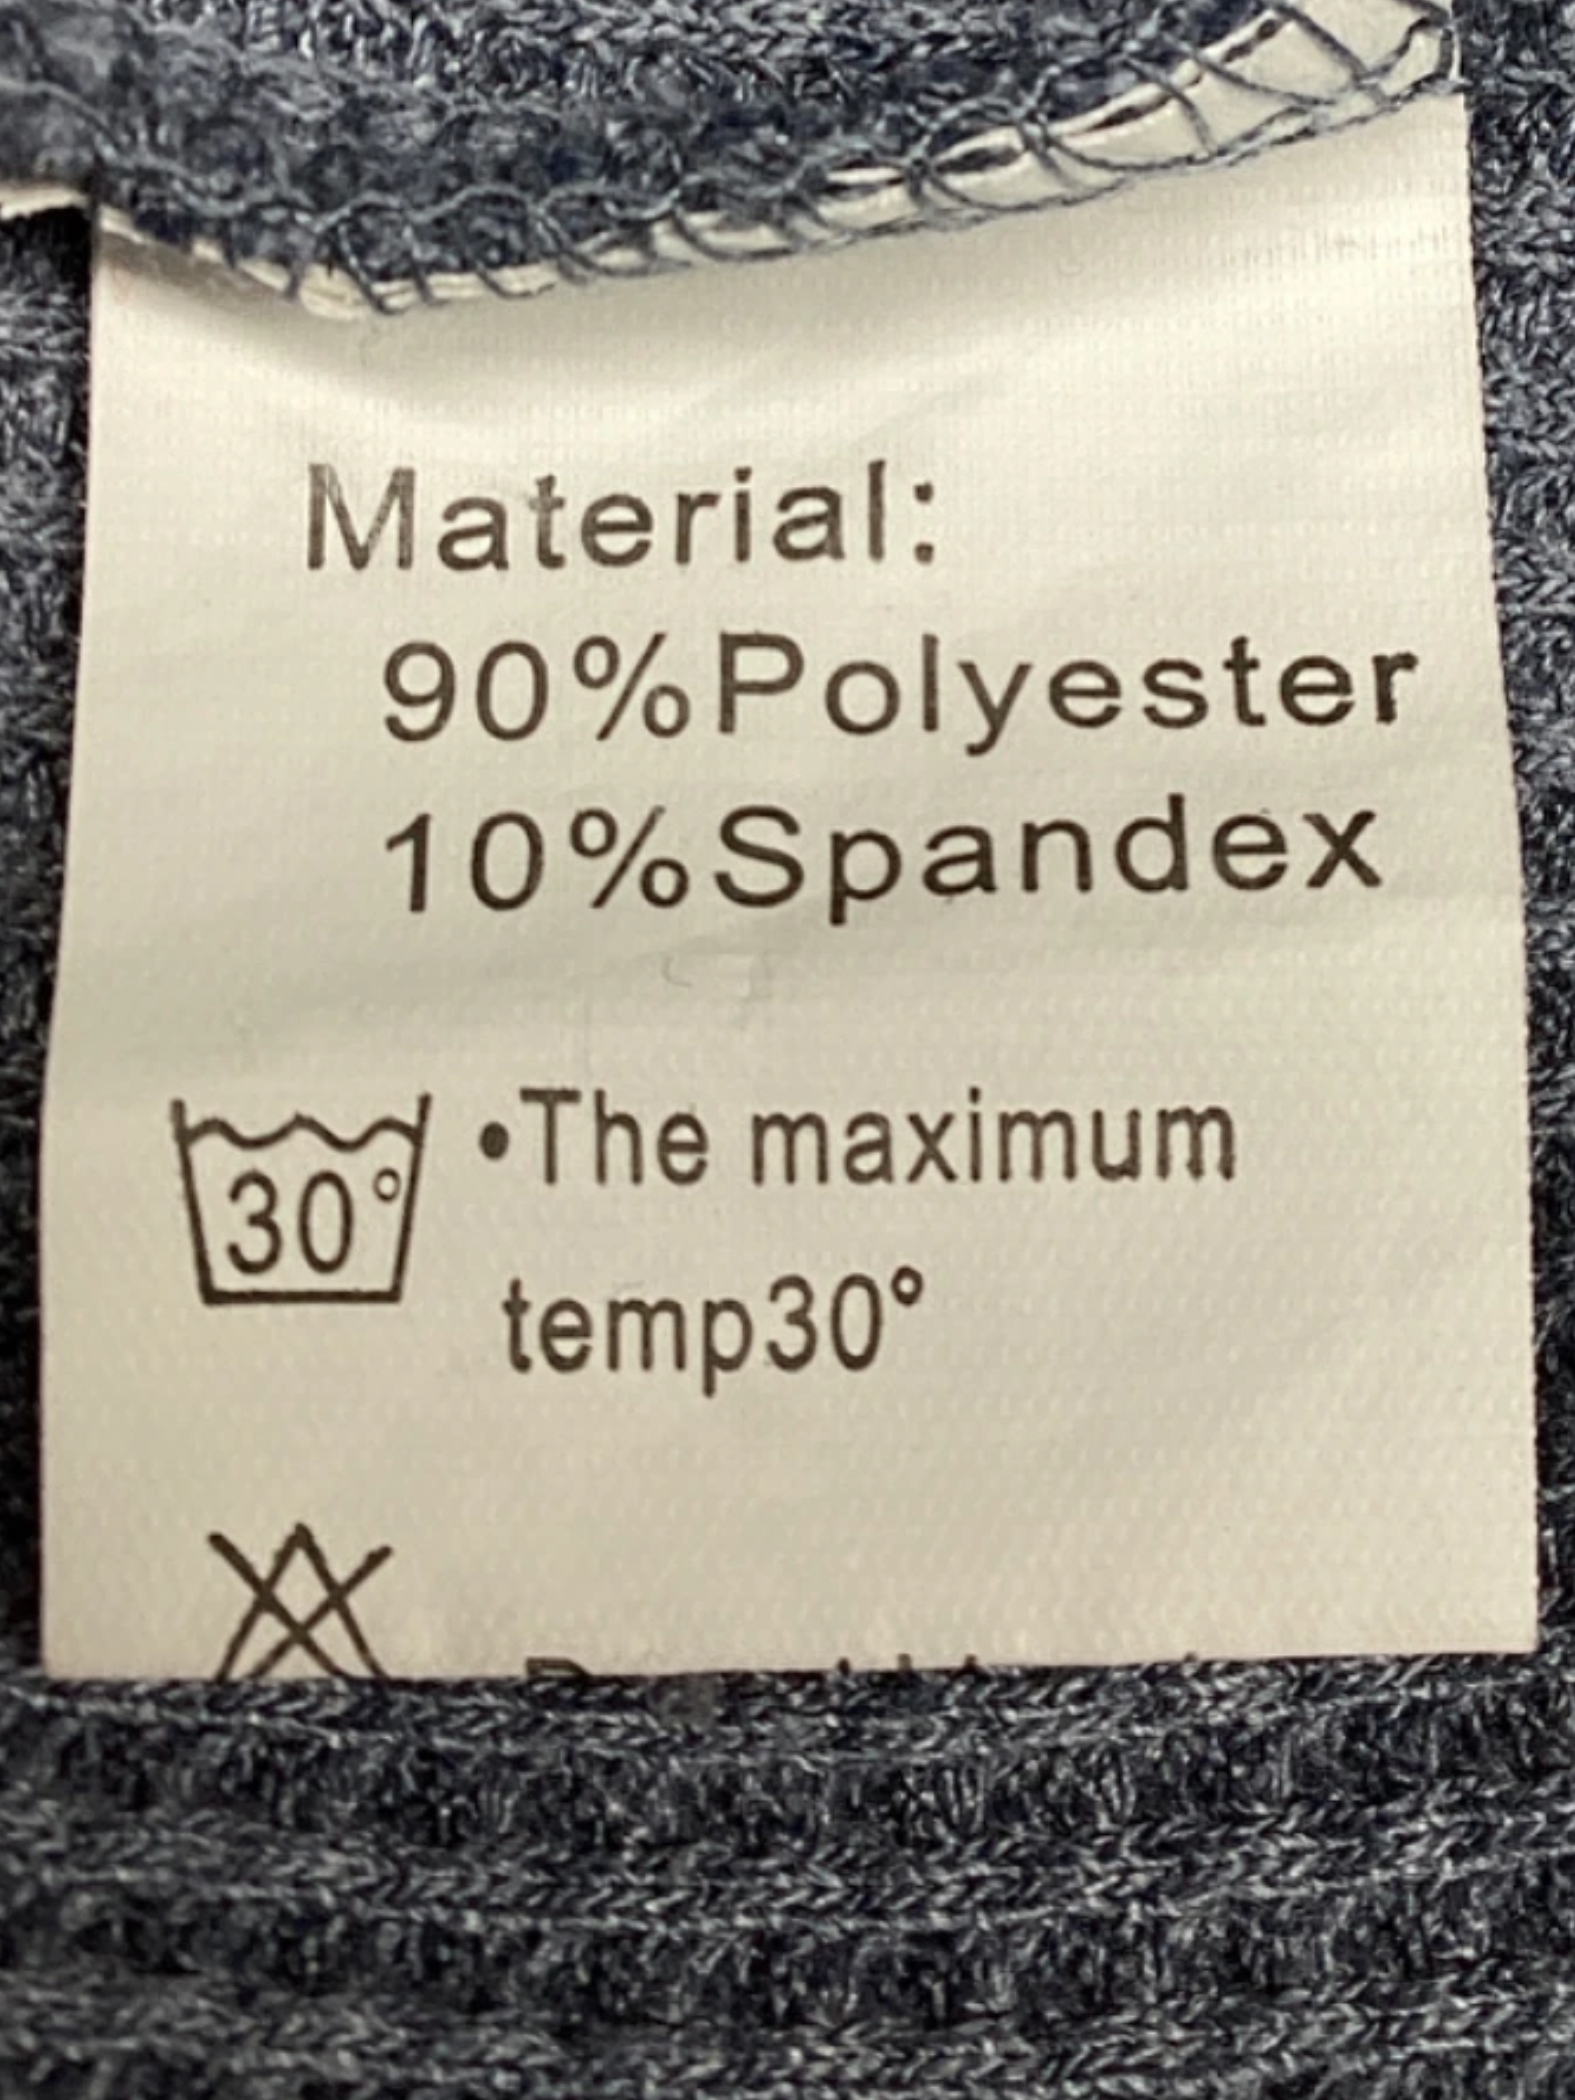 Material:
90%Polyester
10%Spandex
30°
•The maximum
temp30°